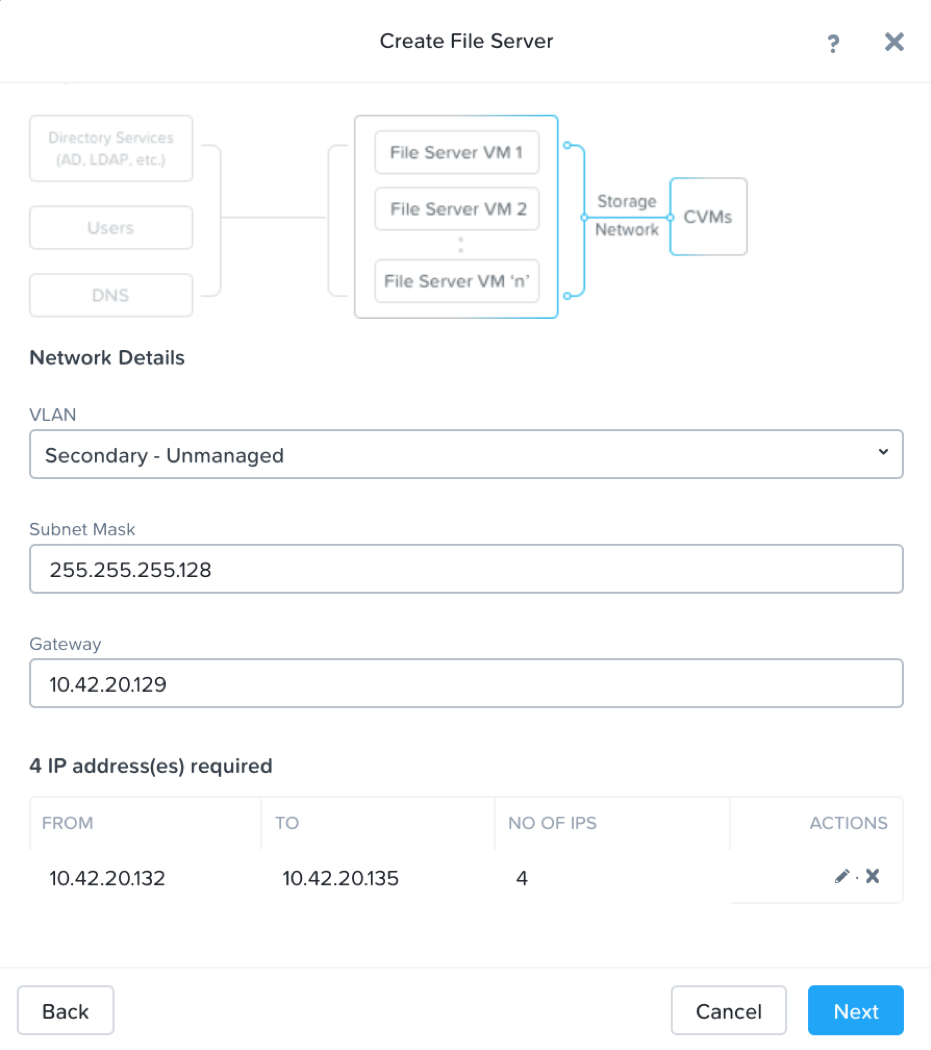 Create File Server
?
Directory Services
(AD, LDAP, etc.)
Users
DNS
File Server VM 1
File Server VM 2
File Server VM ‘n’
Storage
Network
CVMs
Network Details
VLAN
Secondary - Unmanaged
Subnet Mask
255.255.255.128
Gateway
10.42.20.129
4 IP address(es) required
FROM TO NO OF IPS ACTIONS
10.42.20.132 10.42.20.135 4
Back Cancel Next